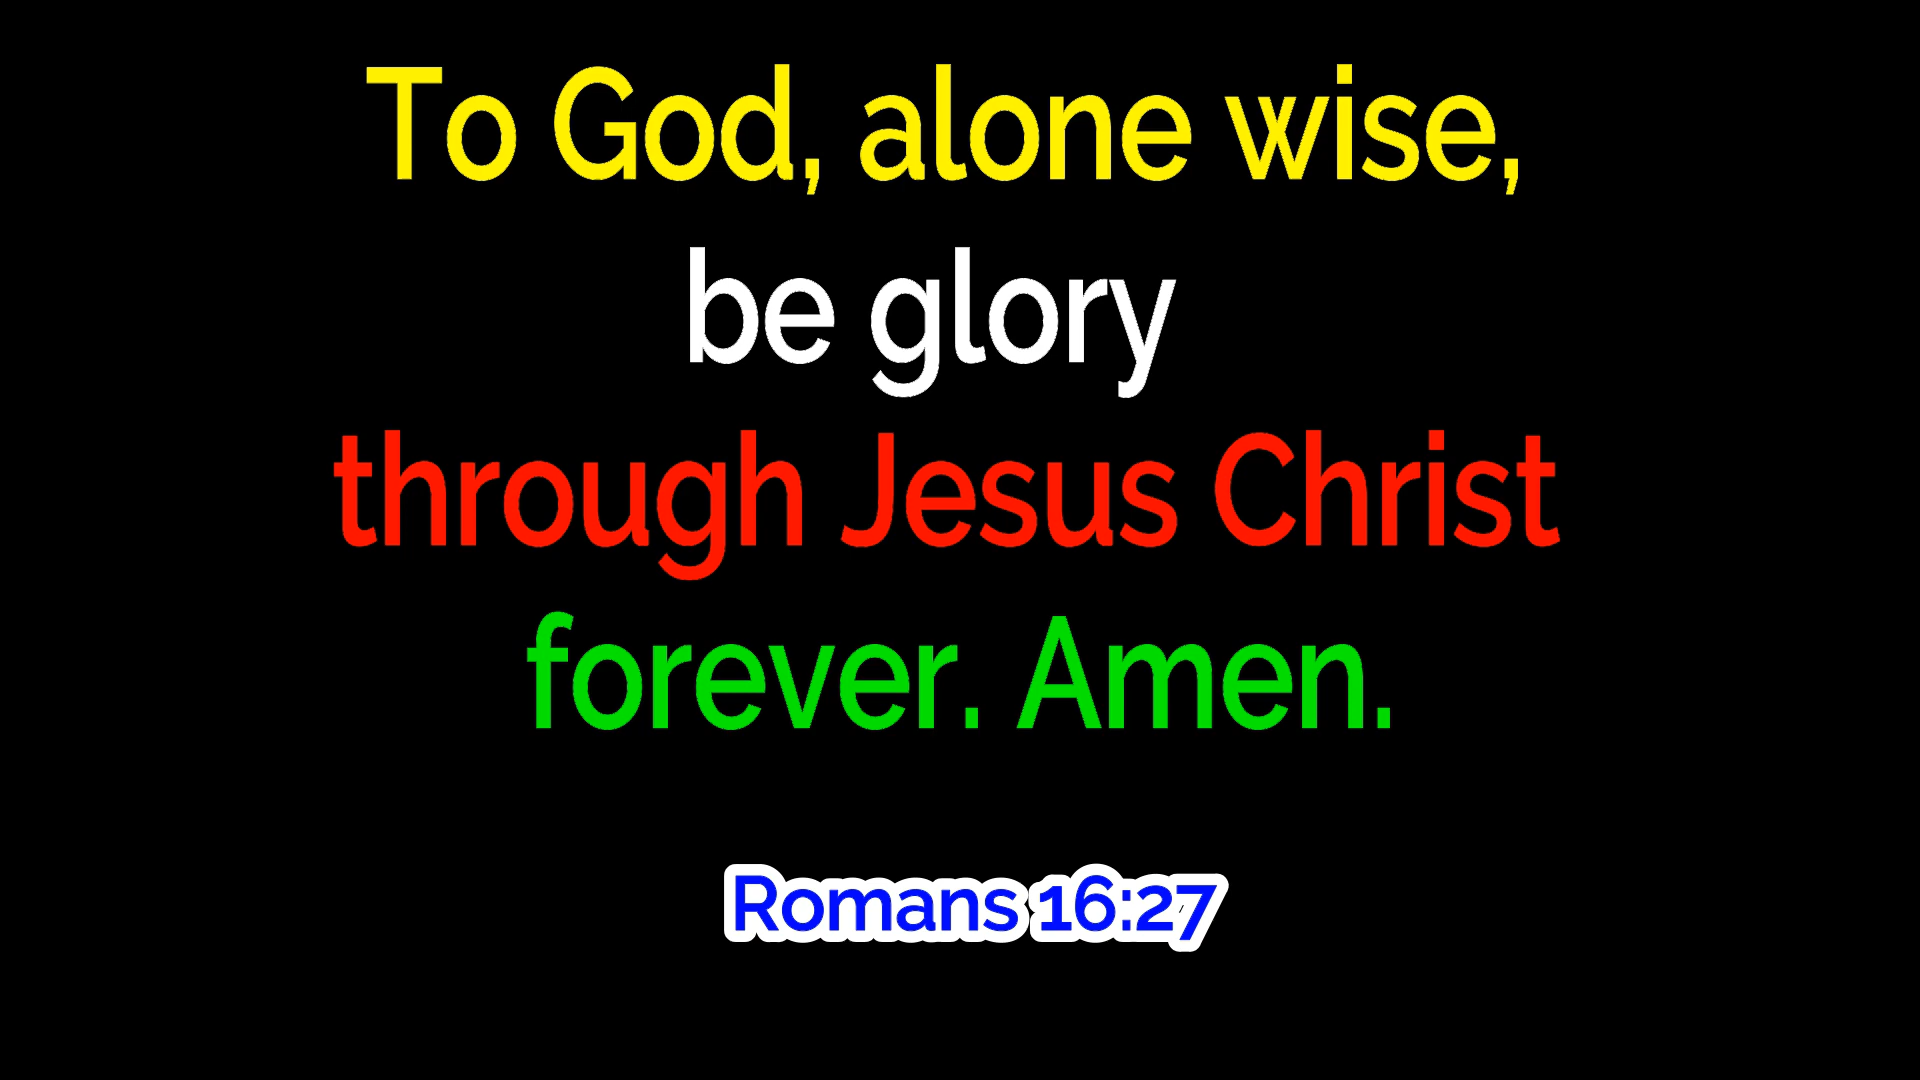 To God, alone wise,
be glory
through Jesus Christ
forever. Amen.
Romans 16:27